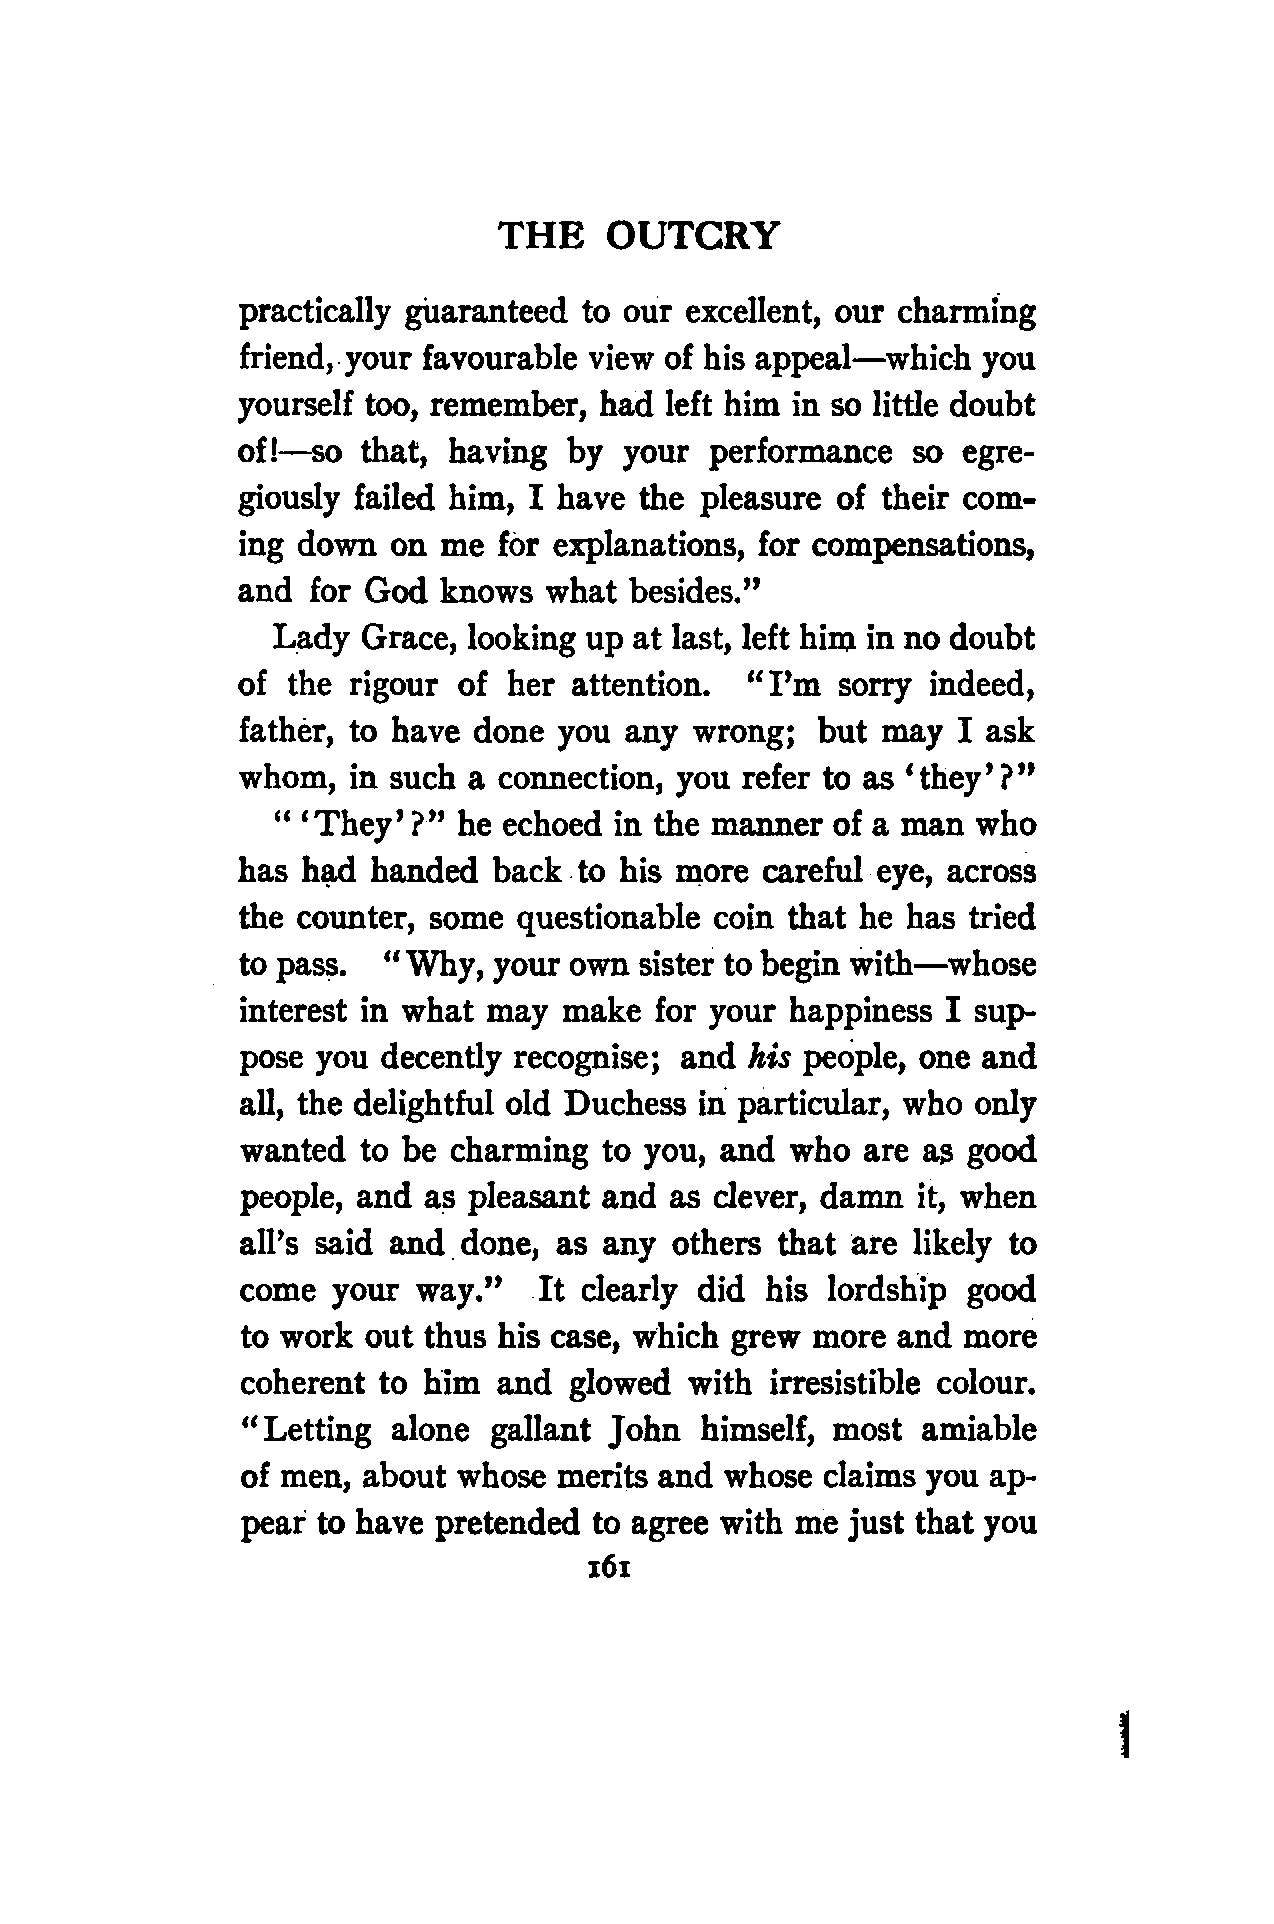 THE OUTCRY
practically guaranteed to our excellent, our charming
friend, your favourable view of his appeal—which you
yourself too, remember, had left him in so little doubt
of!—so that, having by your performance so egre-
giously failed him, I have the pleasure of their com-
ing down on me for explanations, for compensations,
and for God knows what besides.”
Lady Grace, looking up at last, left him in no doubt
of the rigour of her attention. “I’m sorry indeed,
father, to have done you any wrong; but may I ask
whom, in such a connection, you refer to as ‘they’?”
“‘They’?” he echoed in the manner of a man who
has had handed back to his more careful eye, across
the counter, some questionable coin that he has tried
to pass. “Why, your own sister to begin with—whose
interest in what may make for your happiness I sup-
pose you decently recognise; and his people, one and
all, the delightful old Duchess in particular, who only
wanted to be charming to you, and who are as good
people, and as pleasant and as clever, damn it, when
all’s said and done, as any others that are likely to
come your way.” It clearly did his lordship good
to work out thus his case, which grew more and more
coherent to him and glowed with irresistible colour.
“Letting alone gallant John himself, most amiable
of men, about whose merits and whose claims you ap-
pear to have pretended to agree with me just that you
161